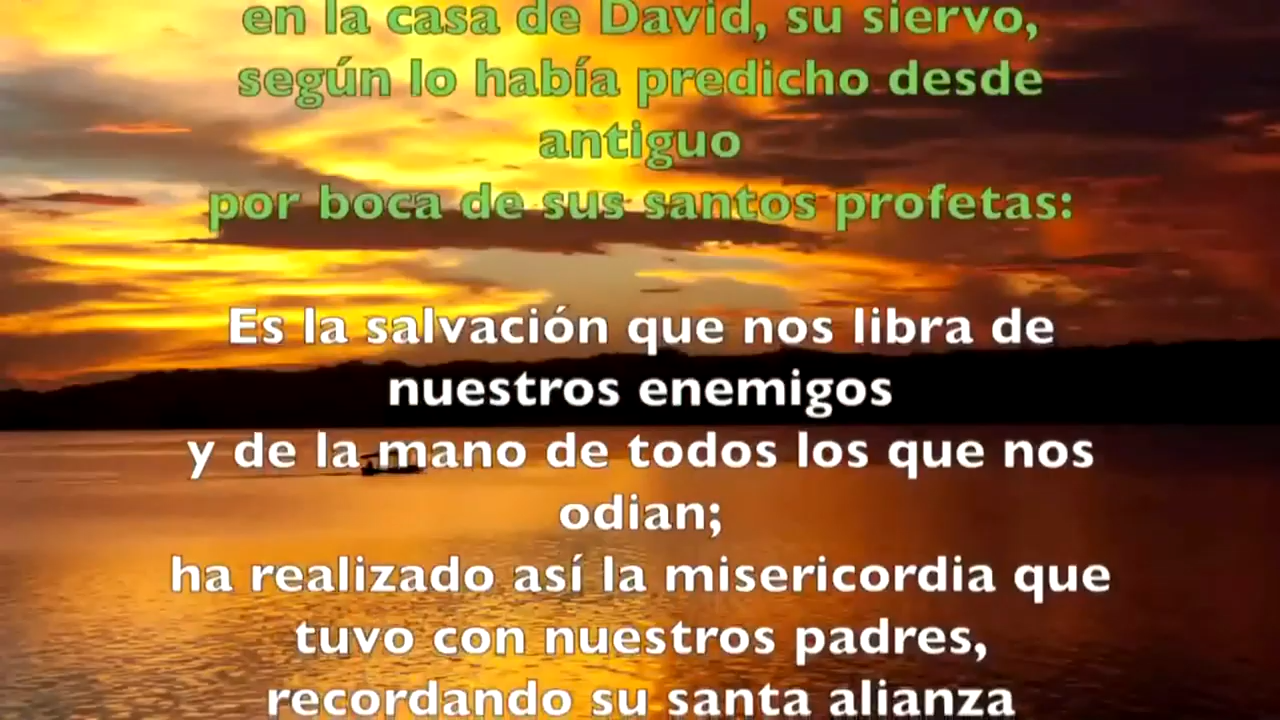 en la casa de David, su siervo,
según lo había predicho desde
antiguo
por boca de sus santos profetas:
Es la salvación que nos libra de
nuestros enemigos
y de la mano de todos los que nos
odian;
ha realizado así la misericordia que
tuvo con nuestros padres,
recordando su santa alianza